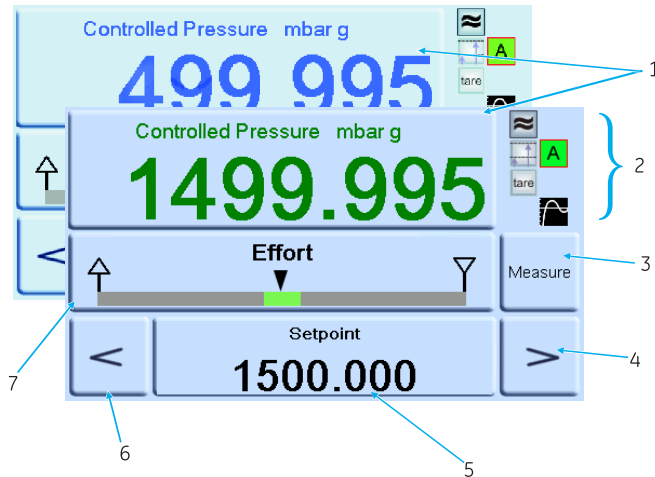 Controlled Pressure mbar g
499.995
A
tare
1
Controlled Pressure mbar g
1499.995
A
tare
2
Effort
Measure
3
<
Setpoint
1500.000
>
4
<
7
6
5